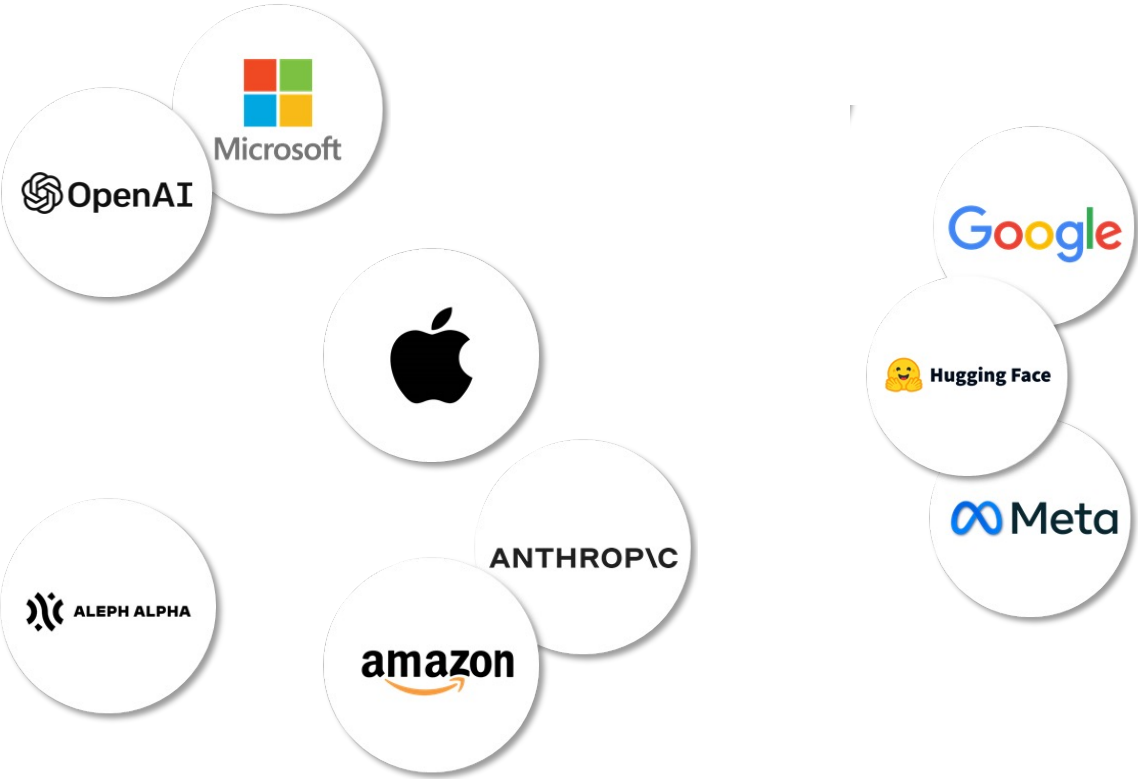 Microsoft
OpenAI
Google
Hugging Face
Meta
ANTHROP\C
ALEPH ALPHA
amazon